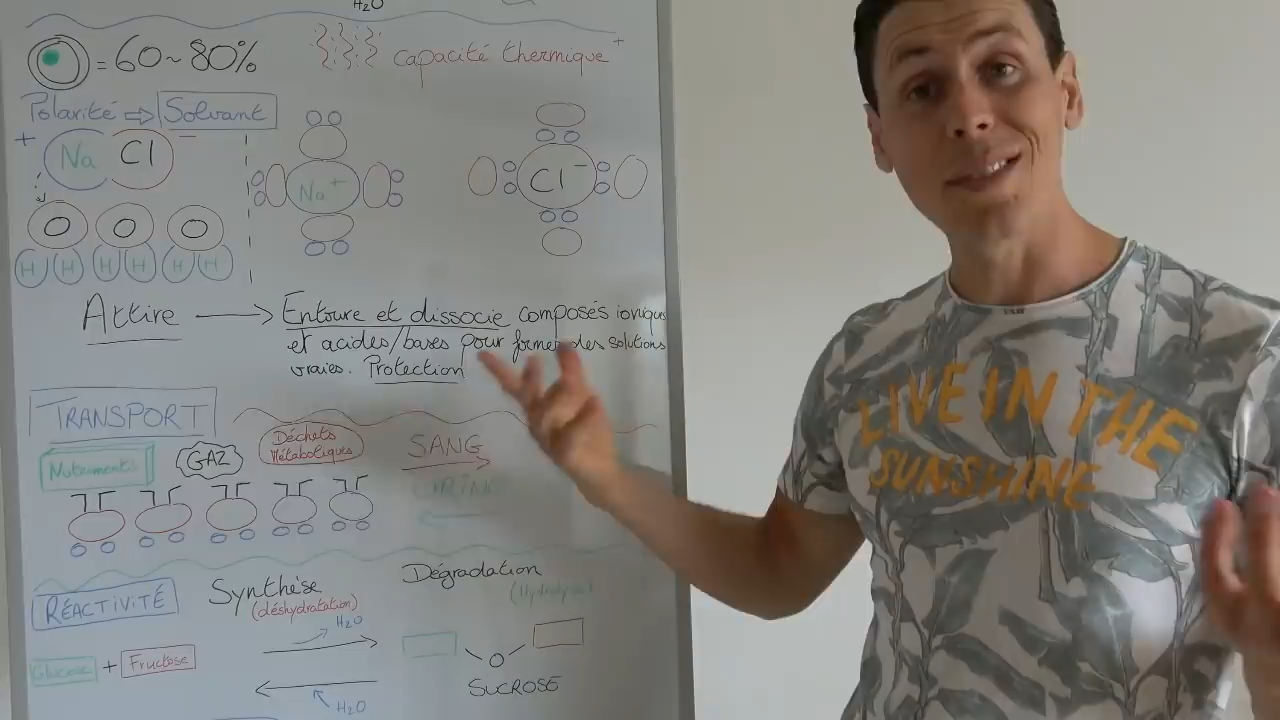 H₂O
= 60 ~ 80%
capacité thermique +
Polarité ⇨ Solvant
+ Na Cl −
Na+
Cl−
O O O
H H H H H H
Attire → Entoure et dissocie composés ioniques
et acides/bases pour former des solutions
vraies. Protection
TRANSPORT
Nutriments
GAZ
Déchets
Métaboliques
SANG
URINE
RÉACTIVITÉ
Synthèse
(déshydratation)
H₂O
Dégradation
(Hydrolyse)
Glucose + Fructose
O
SUCROSE
H₂O
LIVE IN THE
SUNSHINE